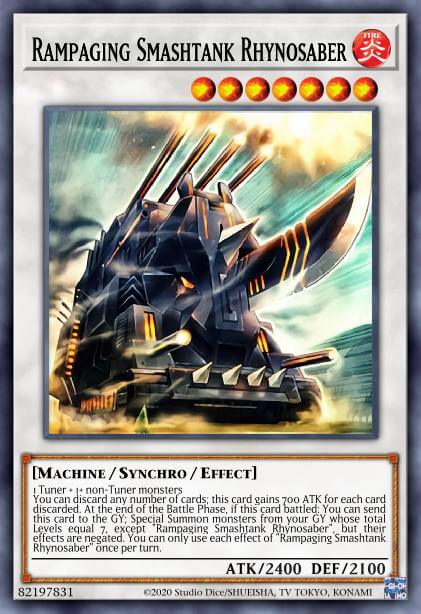 RAMPAGING SMASHTANK RHYNOSABER
FIRE
炎
[MACHINE / SYNCHRO / EFFECT]
1 Tuner + 1+ non-Tuner monsters
You can discard any number of cards; this card gains 700 ATK for each card
discarded. At the end of the Battle Phase, if this card battled: You can send
this card to the GY; Special Summon monsters from your GY whose total
Levels equal 7, except "Rampaging Smashtank Rhynosaber", but their
effects are negated. You can only use each effect of "Rampaging Smashtank
Rhynosaber" once per turn.
ATK/2400 DEF/2100
82197831
©2020 Studio Dice/SHUEISHA, TV TOKYO, KONAMI